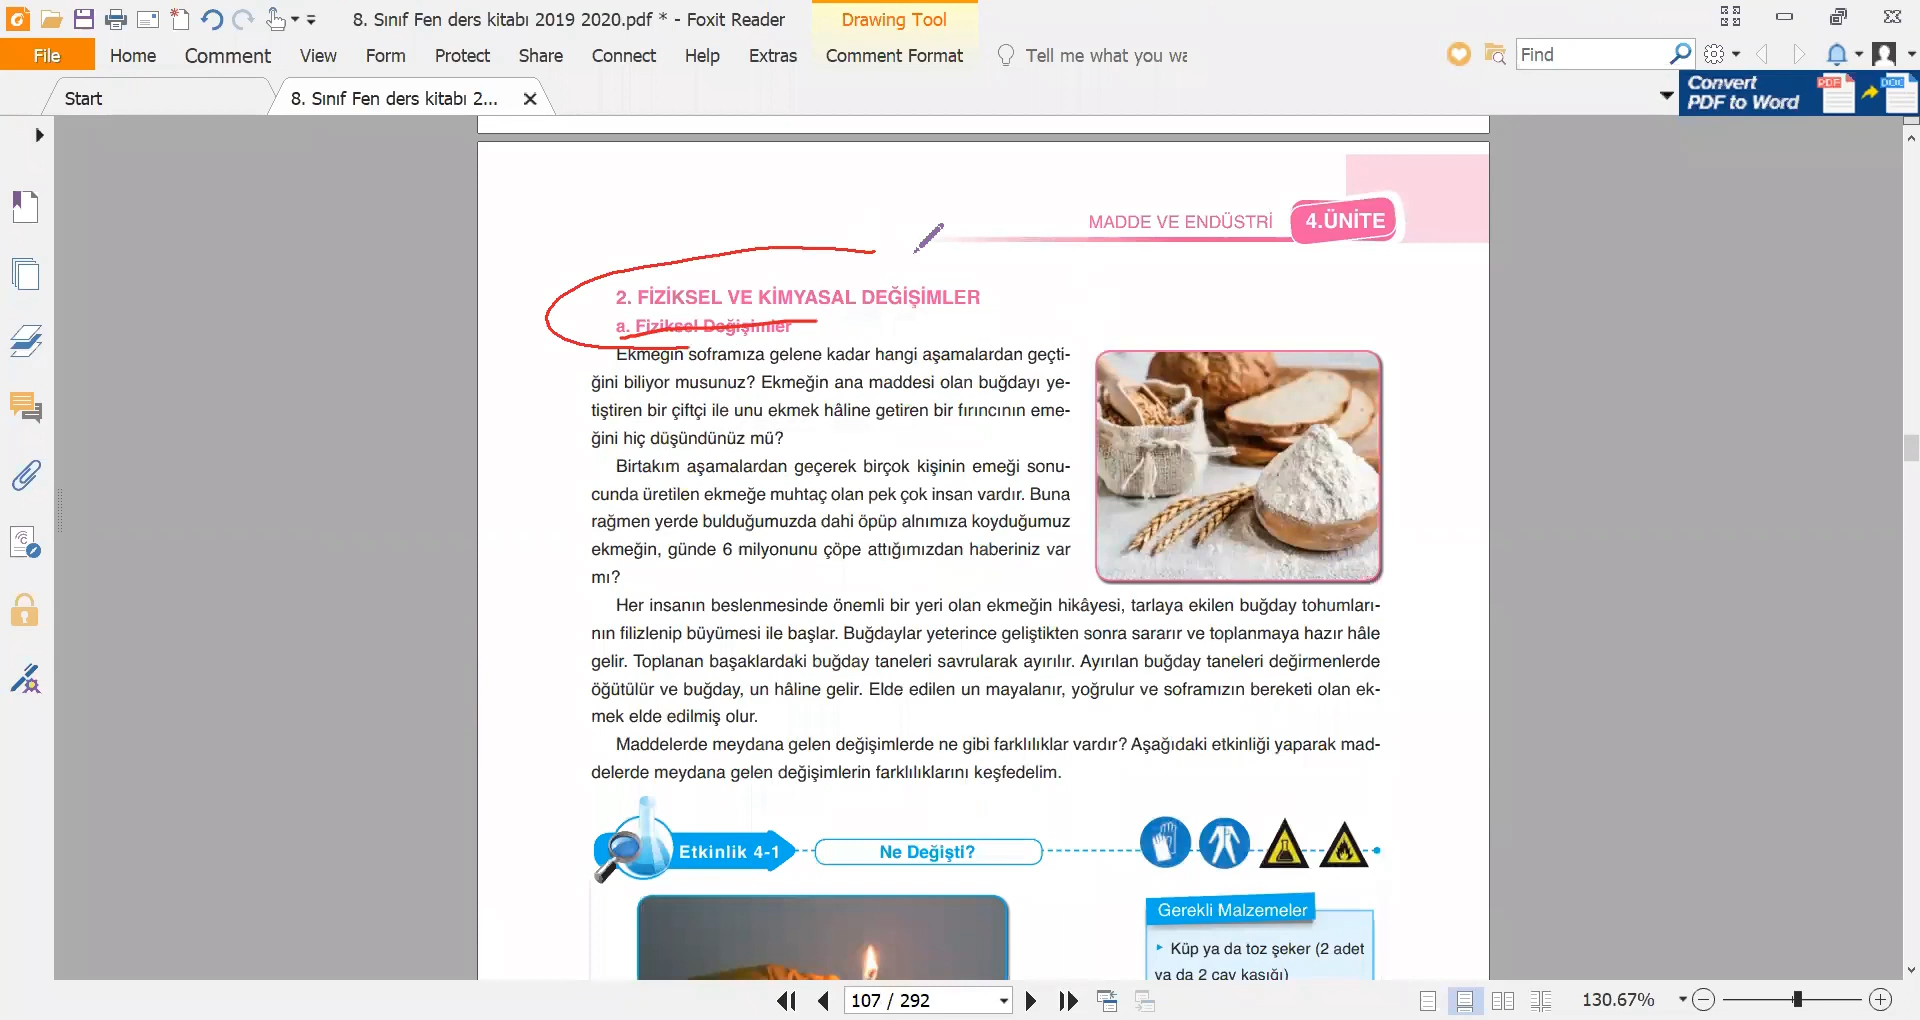 8. Sınıf Fen ders kitabı 2019 2020.pdf * - Foxit Reader
Drawing Tool
File
Home
Comment
View
Form
Protect
Share
Connect
Help
Extras
Comment Format
Tell me what you wa
Find
Start
8. Sınıf Fen ders kitabı 2...
Convert
PDF to Word
PDF
DOC
MADDE VE ENDÜSTRİ
4.ÜNİTE
2. FİZİKSEL VE KİMYASAL DEĞİŞİMLER
a. Fiziksel Değişimler
Ekmeğin soframıza gelene kadar hangi aşamalardan geçti-
ğini biliyor musunuz? Ekmeğin ana maddesi olan buğdayı ye-
tiştiren bir çiftçi ile unu ekmek hâline getiren bir fırıncının eme-
ğini hiç düşündünüz mü?
Birtakım aşamalardan geçerek birçok kişinin emeği sonu-
cunda üretilen ekmeğe muhtaç olan pek çok insan vardır. Buna
rağmen yerde bulduğumuzda dahi öpüp alnımıza koyduğumuz
ekmeğin, günde 6 milyonunu çöpe attığımızdan haberiniz var
mı?
Her insanın beslenmesinde önemli bir yeri olan ekmeğin hikâyesi, tarlaya ekilen buğday tohumları-
nın filizlenip büyümesi ile başlar. Buğdaylar yeterince geliştikten sonra sararır ve toplanmaya hazır hâle
gelir. Toplanan başaklardaki buğday taneleri savrularak ayırılır. Ayırılan buğday taneleri değirmenlerde
öğütülür ve buğday, un hâline gelir. Elde edilen un mayalanır, yoğrulur ve soframızın bereketi olan ek-
mek elde edilmiş olur.
Maddelerde meydana gelen değişimlerde ne gibi farklılıklar vardır? Aşağıdaki etkinliği yaparak mad-
delerde meydana gelen değişimlerin farklılıklarını keşfedelim.
Etkinlik 4-1
Ne Değişti?
Gerekli Malzemeler
Küp ya da toz şeker (2 adet
ya da 2 çay kaşığı)
107 / 292
130.67%